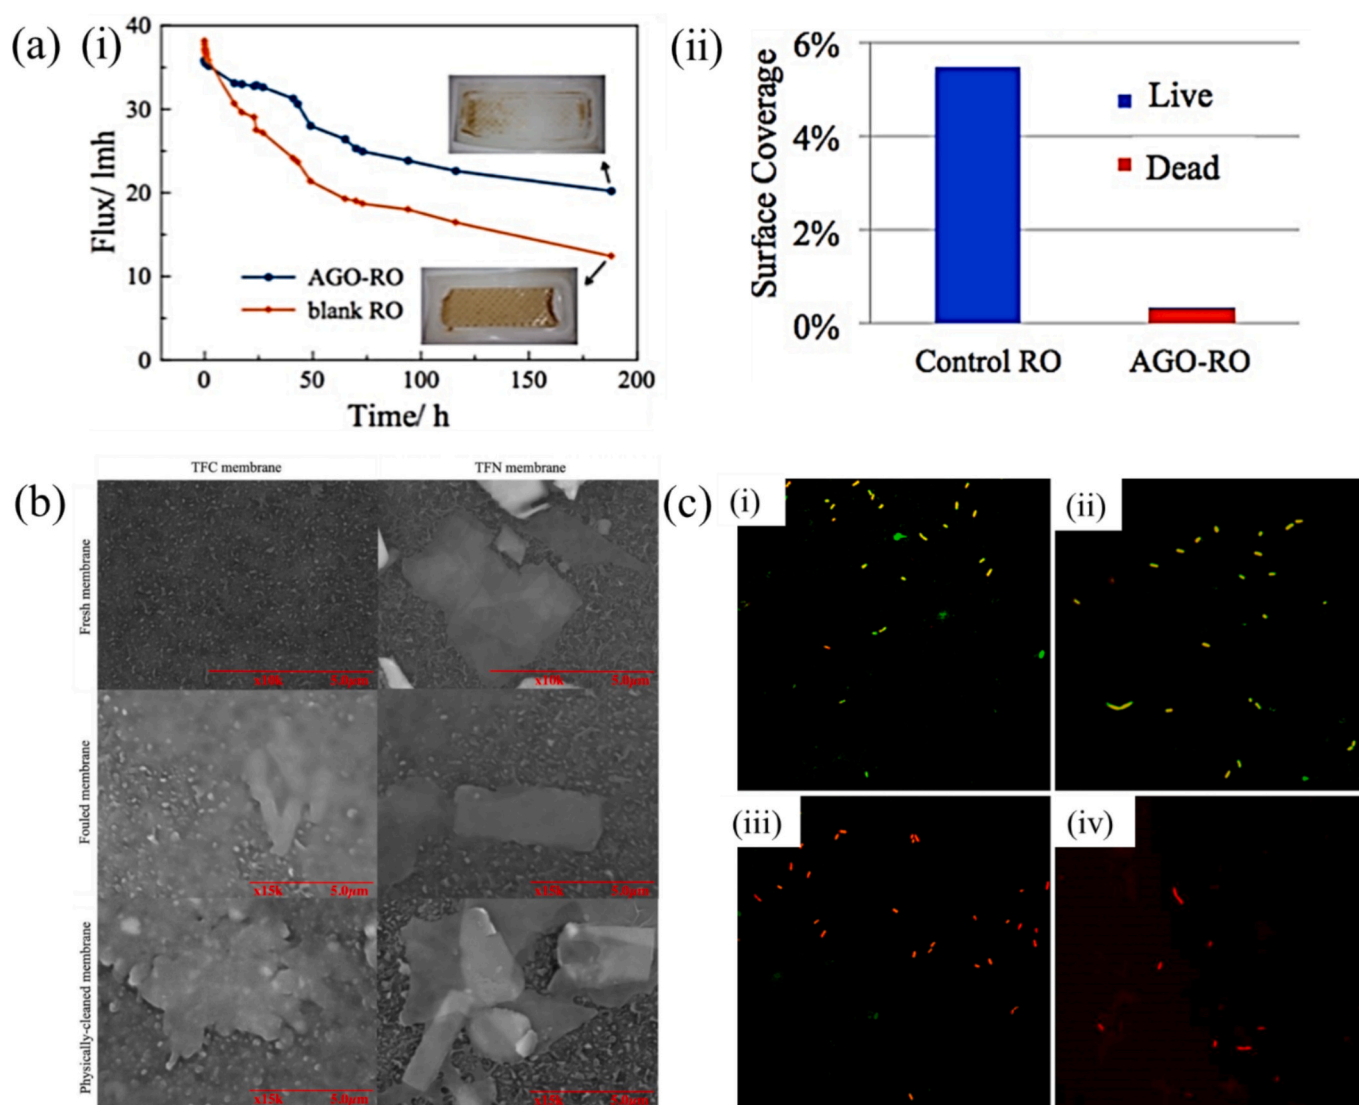 (a) (i)
40
30
20
10
0
Flux/ lmh
AGO-RO
blank RO
0 50 100 150 200
Time/ h
(ii)
6%
4%
2%
0%
Surface Coverage
Live
Dead
Control RO AGO-RO
(b)
TFC membrane TFN membrane
Fresh membrane
x10k 5.0μm
x10k 5.0μm
Fouled membrane
x15k 5.0μm
x15k 5.0μm
Physically-cleaned membrane
x15k 5.0μm
x15k 5.0μm
(c)
(i)
(ii)
(iii)
(iv)